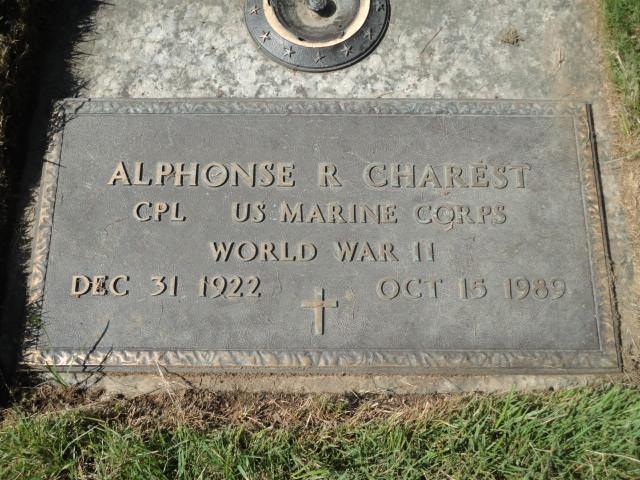 ALPHONSE R CHAREST
CPL US MARINE CORPS
WORLD WAR II
DEC 31 1922 OCT 15 1989